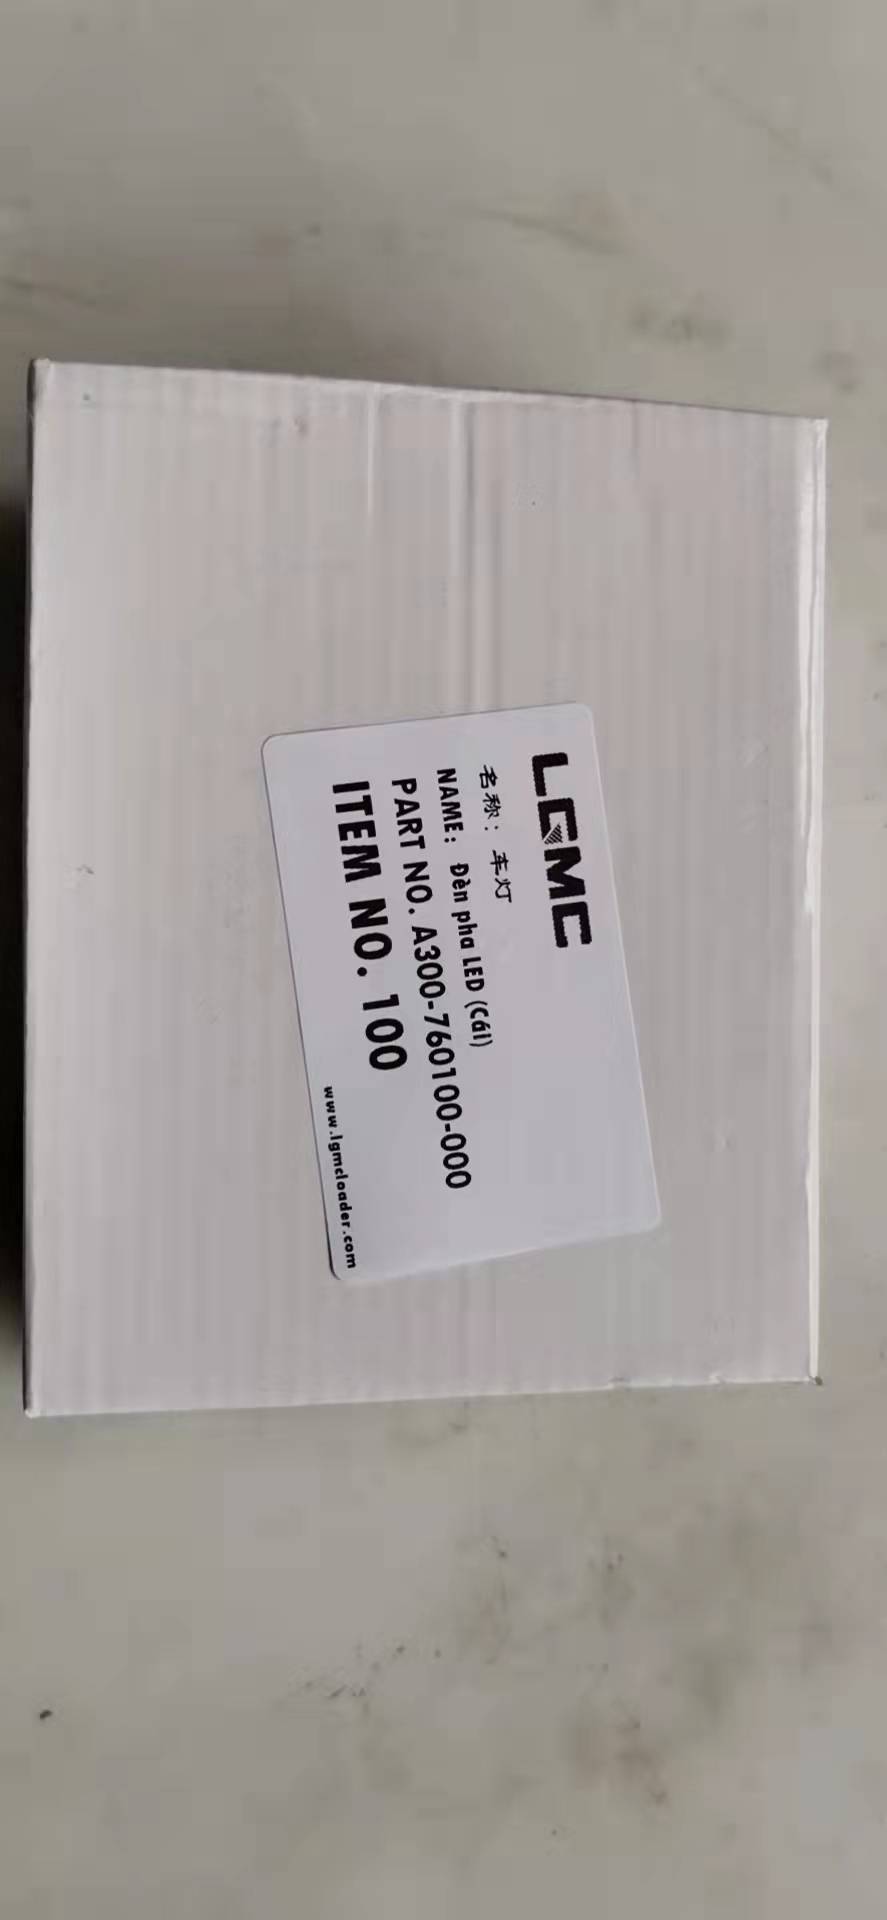 LGMC
名称： 车灯
NAME： Đèn pha LED (Cái)
PART NO. A300-760100-000
ITEM NO. 100
www.lgmcloader.com